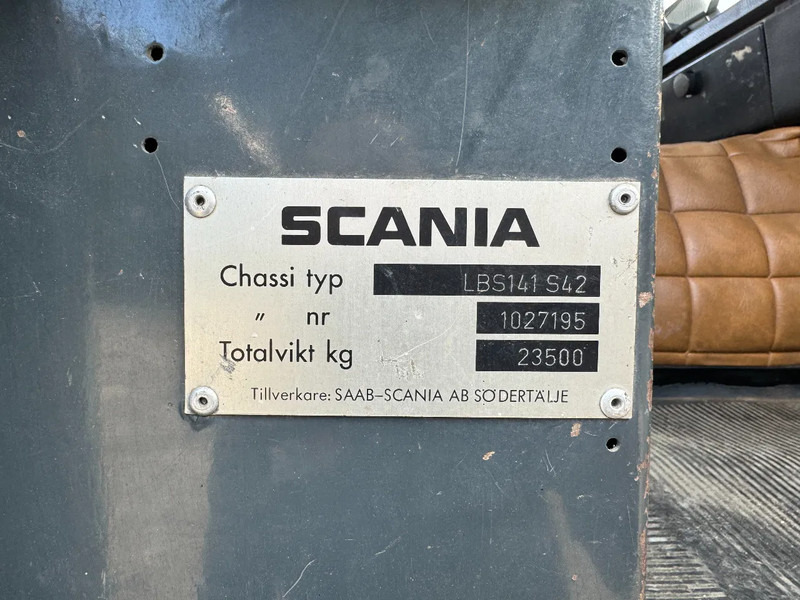 SCANIA
Chassi typ LBS141 S42
„ nr 1027195
Totalvikt kg 23500
Tillverkare: SAAB-SCANIA AB SÖDERTÄLJE